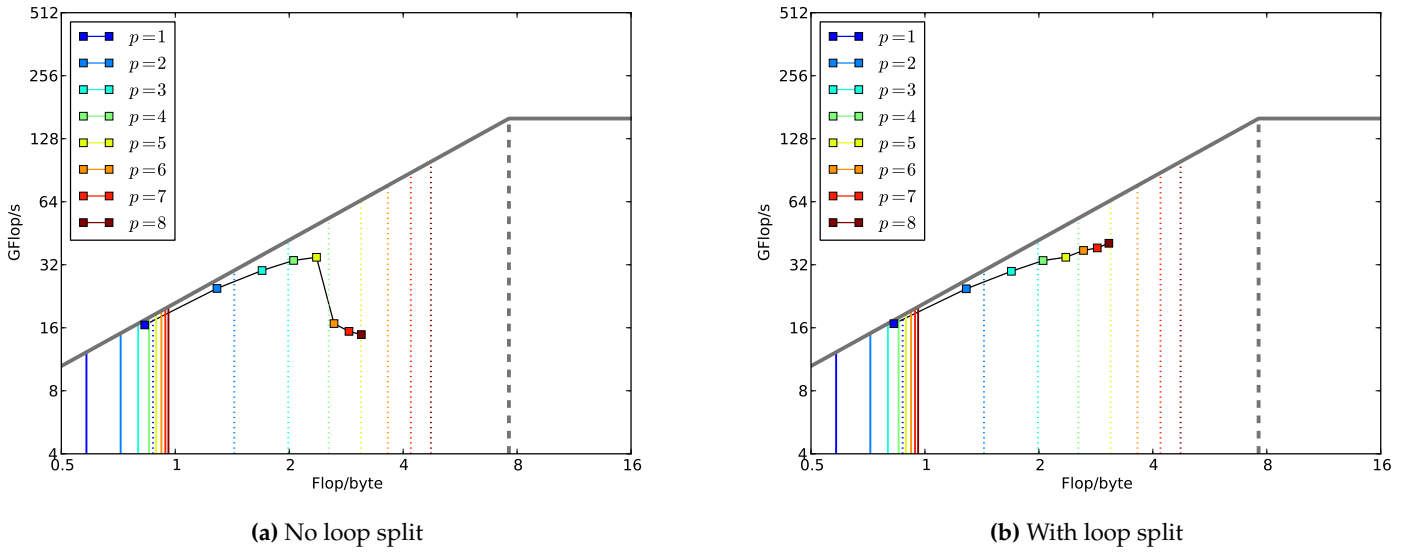 512
256
128
64
32
16
8
4
GFlop/s
p=1
p=2
p=3
p=4
p=5
p=6
p=7
p=8
0.5 1 2 4 8 16
Flop/byte
(a) No loop split
512
256
128
64
32
16
8
4
GFlop/s
p=1
p=2
p=3
p=4
p=5
p=6
p=7
p=8
0.5 1 2 4 8 16
Flop/byte
(b) With loop split